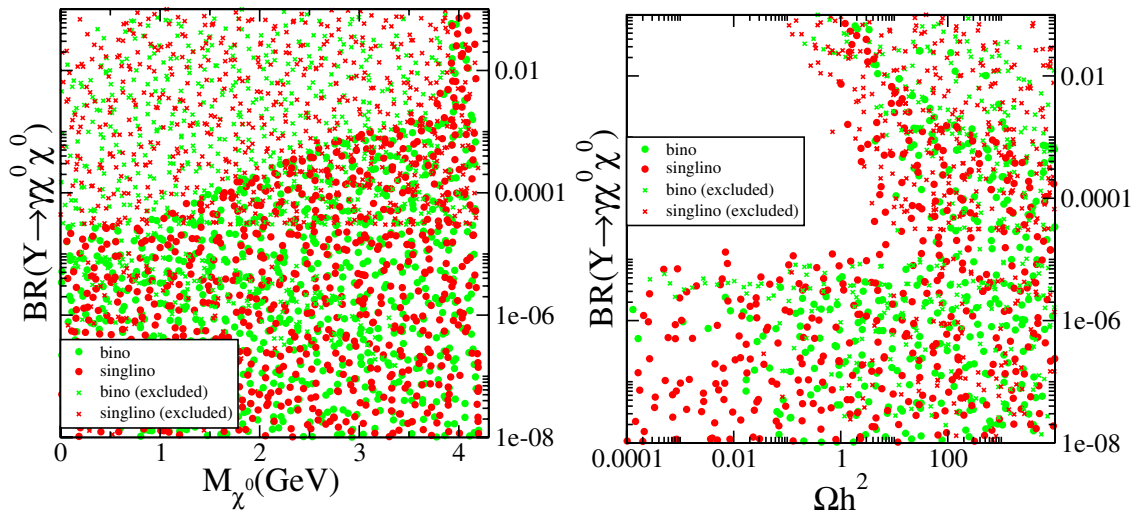 BR(Υ→γχ⁰χ⁰)
0.01
0.0001
1e-06
1e-08
bino
singlino
bino (excluded)
singlino (excluded)
0 1 2 3 4
M_χ⁰(GeV)
BR(Υ→γχ⁰χ⁰)
0.01
0.0001
1e-06
1e-08
bino
singlino
bino (excluded)
singlino (excluded)
0.0001 0.01 1 100
Ωh²